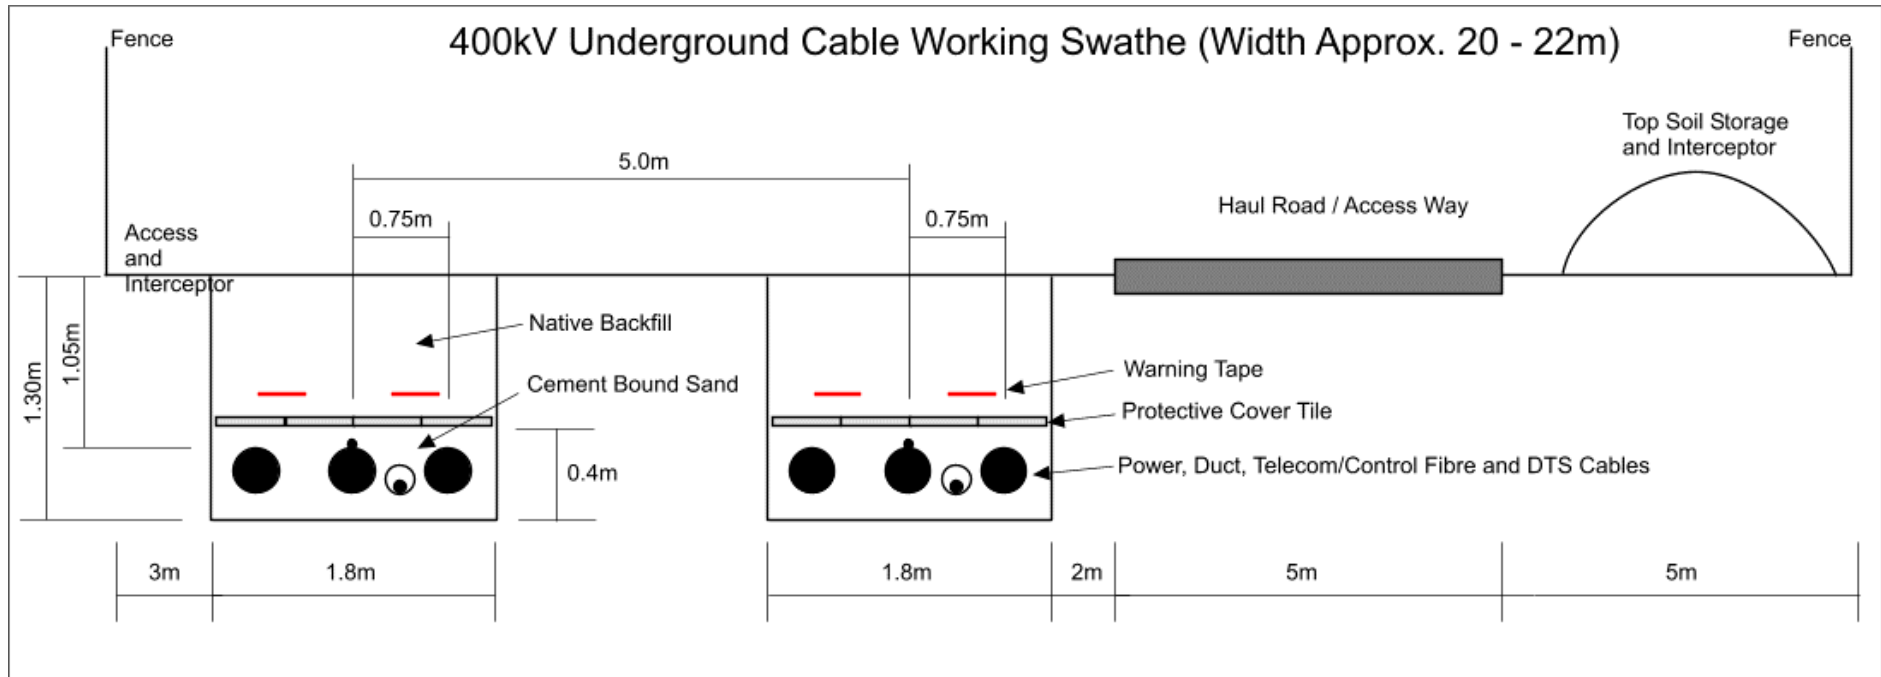 Fence
400kV Underground Cable Working Swathe (Width Approx. 20 - 22m)
Fence
Top Soil Storage
and Interceptor
5.0m
0.75m
0.75m
Haul Road / Access Way
Access
and
Interceptor
Native Backfill
1.05m
1.30m
Warning Tape
Cement Bound Sand
Protective Cover Tile
0.4m
Power, Duct, Telecom/Control Fibre and DTS Cables
3m
1.8m
1.8m
2m
5m
5m